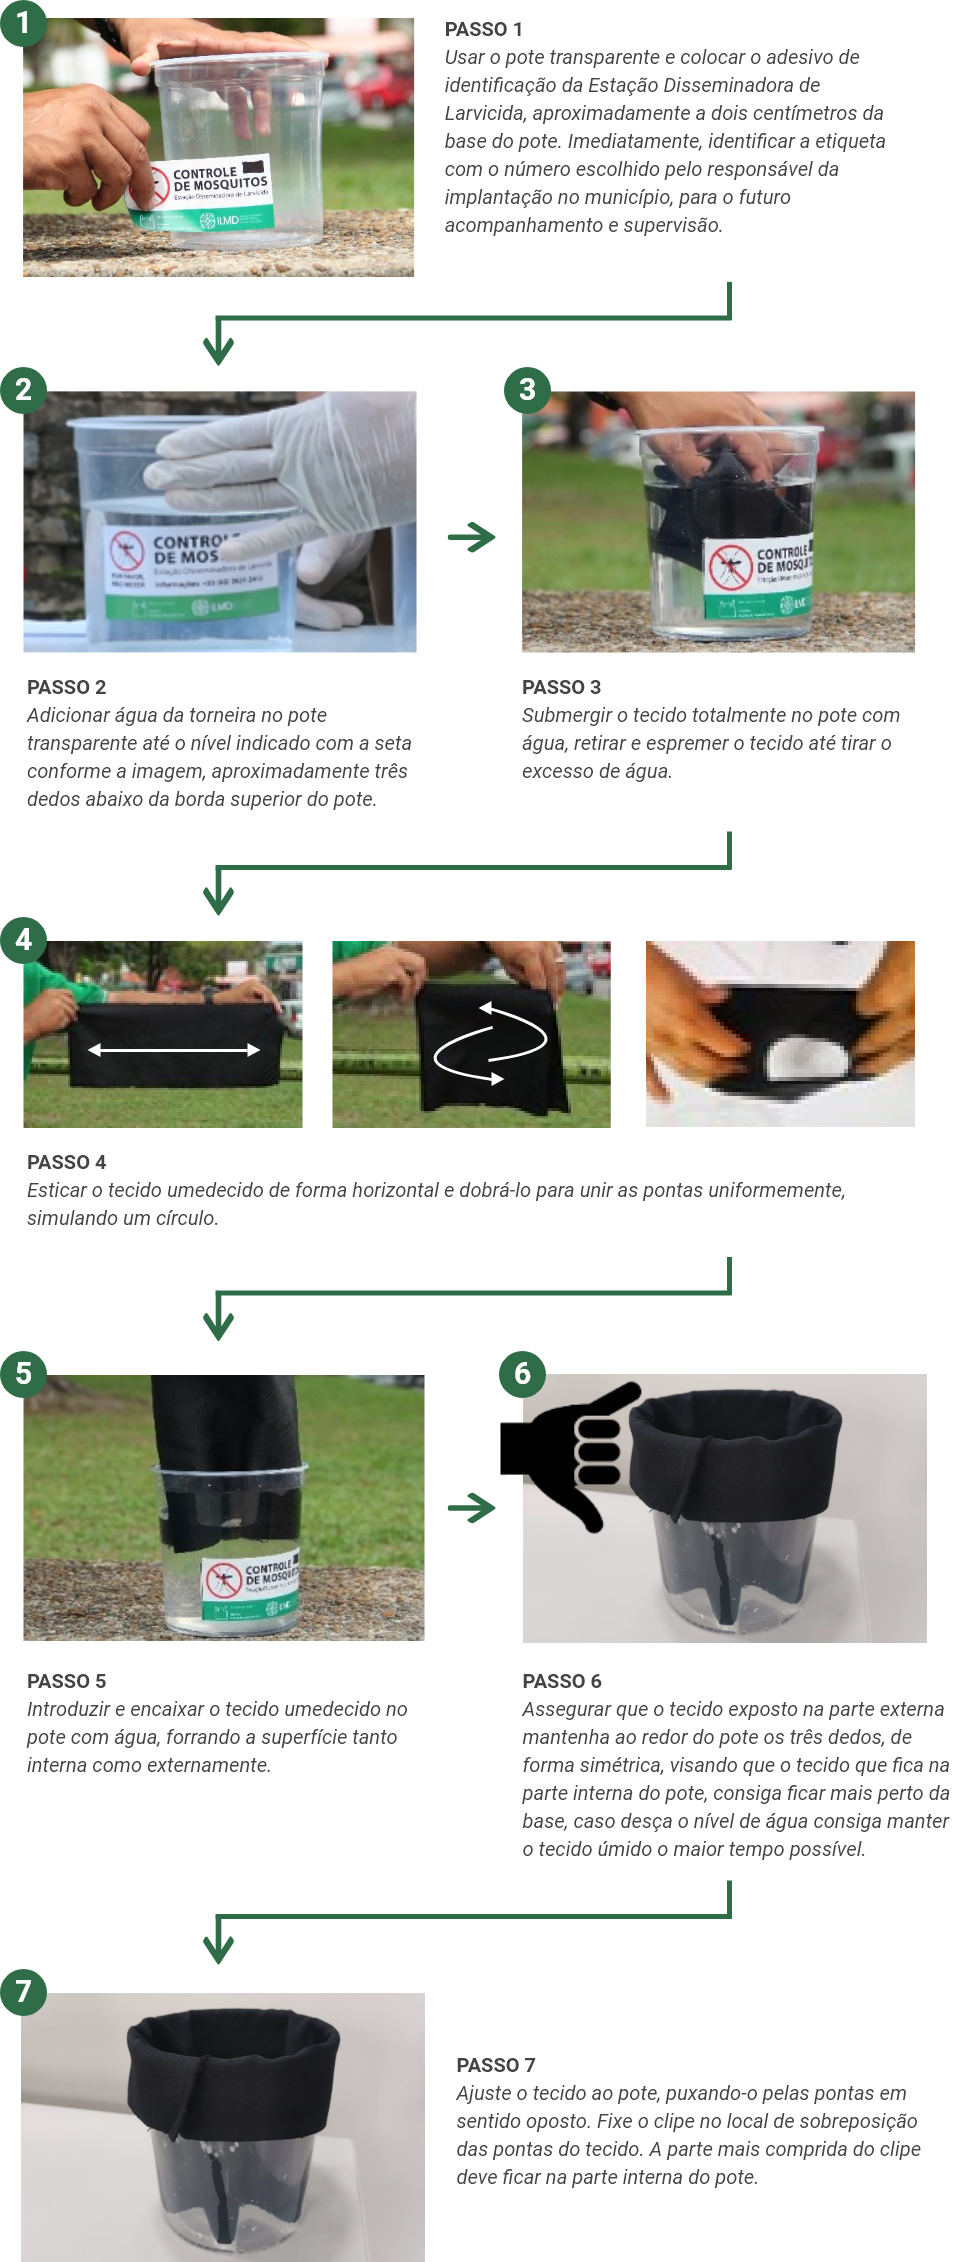 1
PASSO 1
Usar o pote transparente e colocar o adesivo de
identificação da Estação Disseminadora de
Larvicida, aproximadamente a dois centímetros da
base do pote. Imediatamente, identificar a etiqueta
com o número escolhido pelo responsável da
implantação no município, para o futuro
acompanhamento e supervisão.
CONTROLE
DE MOSQUITOS
Estação Disseminadora de Larvicida
ILMD
2
CONTROL
DE MOS
Estação Disseminadora de Larvicida
ILMD
3
CONTROLE
DE MOSQUITO
PASSO 2
Adicionar água da torneira no pote
transparente até o nível indicado com a seta
conforme a imagem, aproximadamente três
dedos abaixo da borda superior do pote.
PASSO 3
Submergir o tecido totalmente no pote com
água, retirar e espremer o tecido até tirar o
excesso de água.
4
PASSO 4
Esticar o tecido umedecido de forma horizontal e dobrá-lo para unir as pontas uniformemente,
simulando um círculo.
5
CONTROLE
DE MOSQUITO
6
PASSO 5
Introduzir e encaixar o tecido umedecido no
pote com água, forrando a superfície tanto
interna como externamente.
PASSO 6
Assegurar que o tecido exposto na parte externa
mantenha ao redor do pote os três dedos, de
forma simétrica, visando que o tecido que fica na
parte interna do pote, consiga ficar mais perto da
base, caso desça o nível de água consiga manter
o tecido úmido o maior tempo possível.
7
PASSO 7
Ajuste o tecido ao pote, puxando-o pelas pontas em
sentido oposto. Fixe o clipe no local de sobreposição
das pontas do tecido. A parte mais comprida do clipe
deve ficar na parte interna do pote.